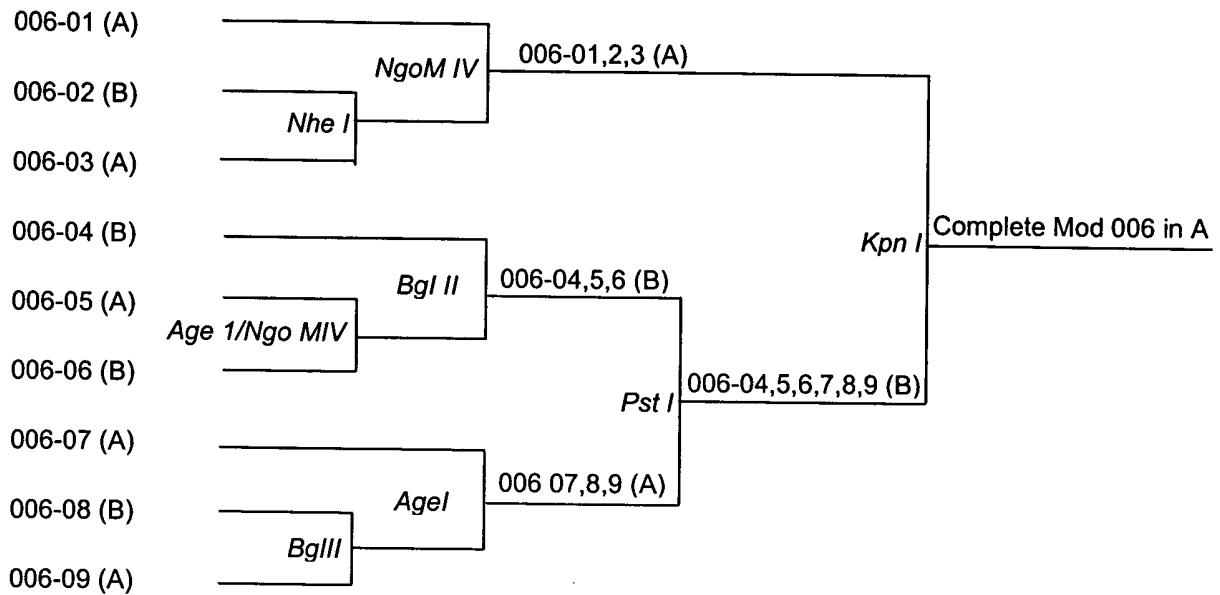 006-01 (A)
NgoM IV
006-01,2,3 (A)
006-02 (B)
Nhe I
006-03 (A)
006-04 (B)
Kpn I
Complete Mod 006 in A
Bgl II
006-04,5,6 (B)
006-05 (A)
Age 1/Ngo MIV
006-06 (B)
Pst I
006-04,5,6,7,8,9 (B)
006-07 (A)
AgeI
006 07,8,9 (A)
006-08 (B)
BglII
006-09 (A)